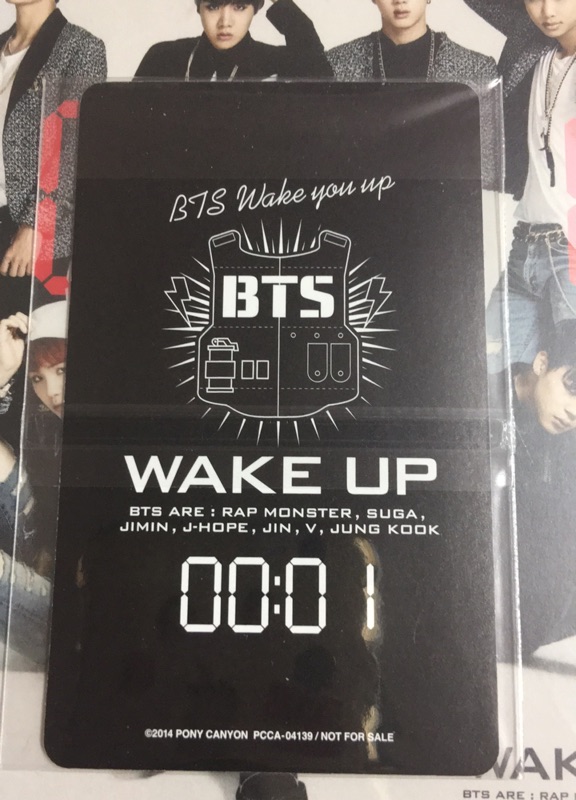 BTS Wake you up
BTS
WAKE UP
BTS ARE : RAP MONSTER, SUGA,
JIMIN, J-HOPE, JIN, V, JUNG KOOK
00:01
©2014 PONY CANYON PCCA-04139 / NOT FOR SALE
WAK
BTS ARE : RAP